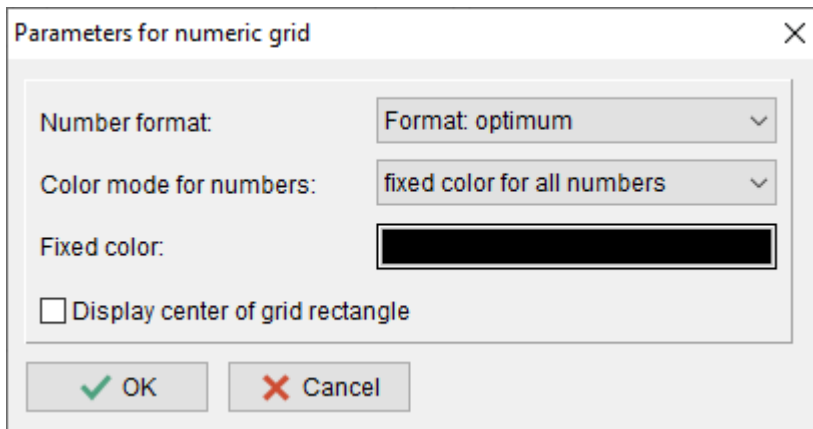 Parameters for numeric grid
Number format: Format: optimum
Color mode for numbers: fixed color for all numbers
Fixed color:
Display center of grid rectangle
OK Cancel